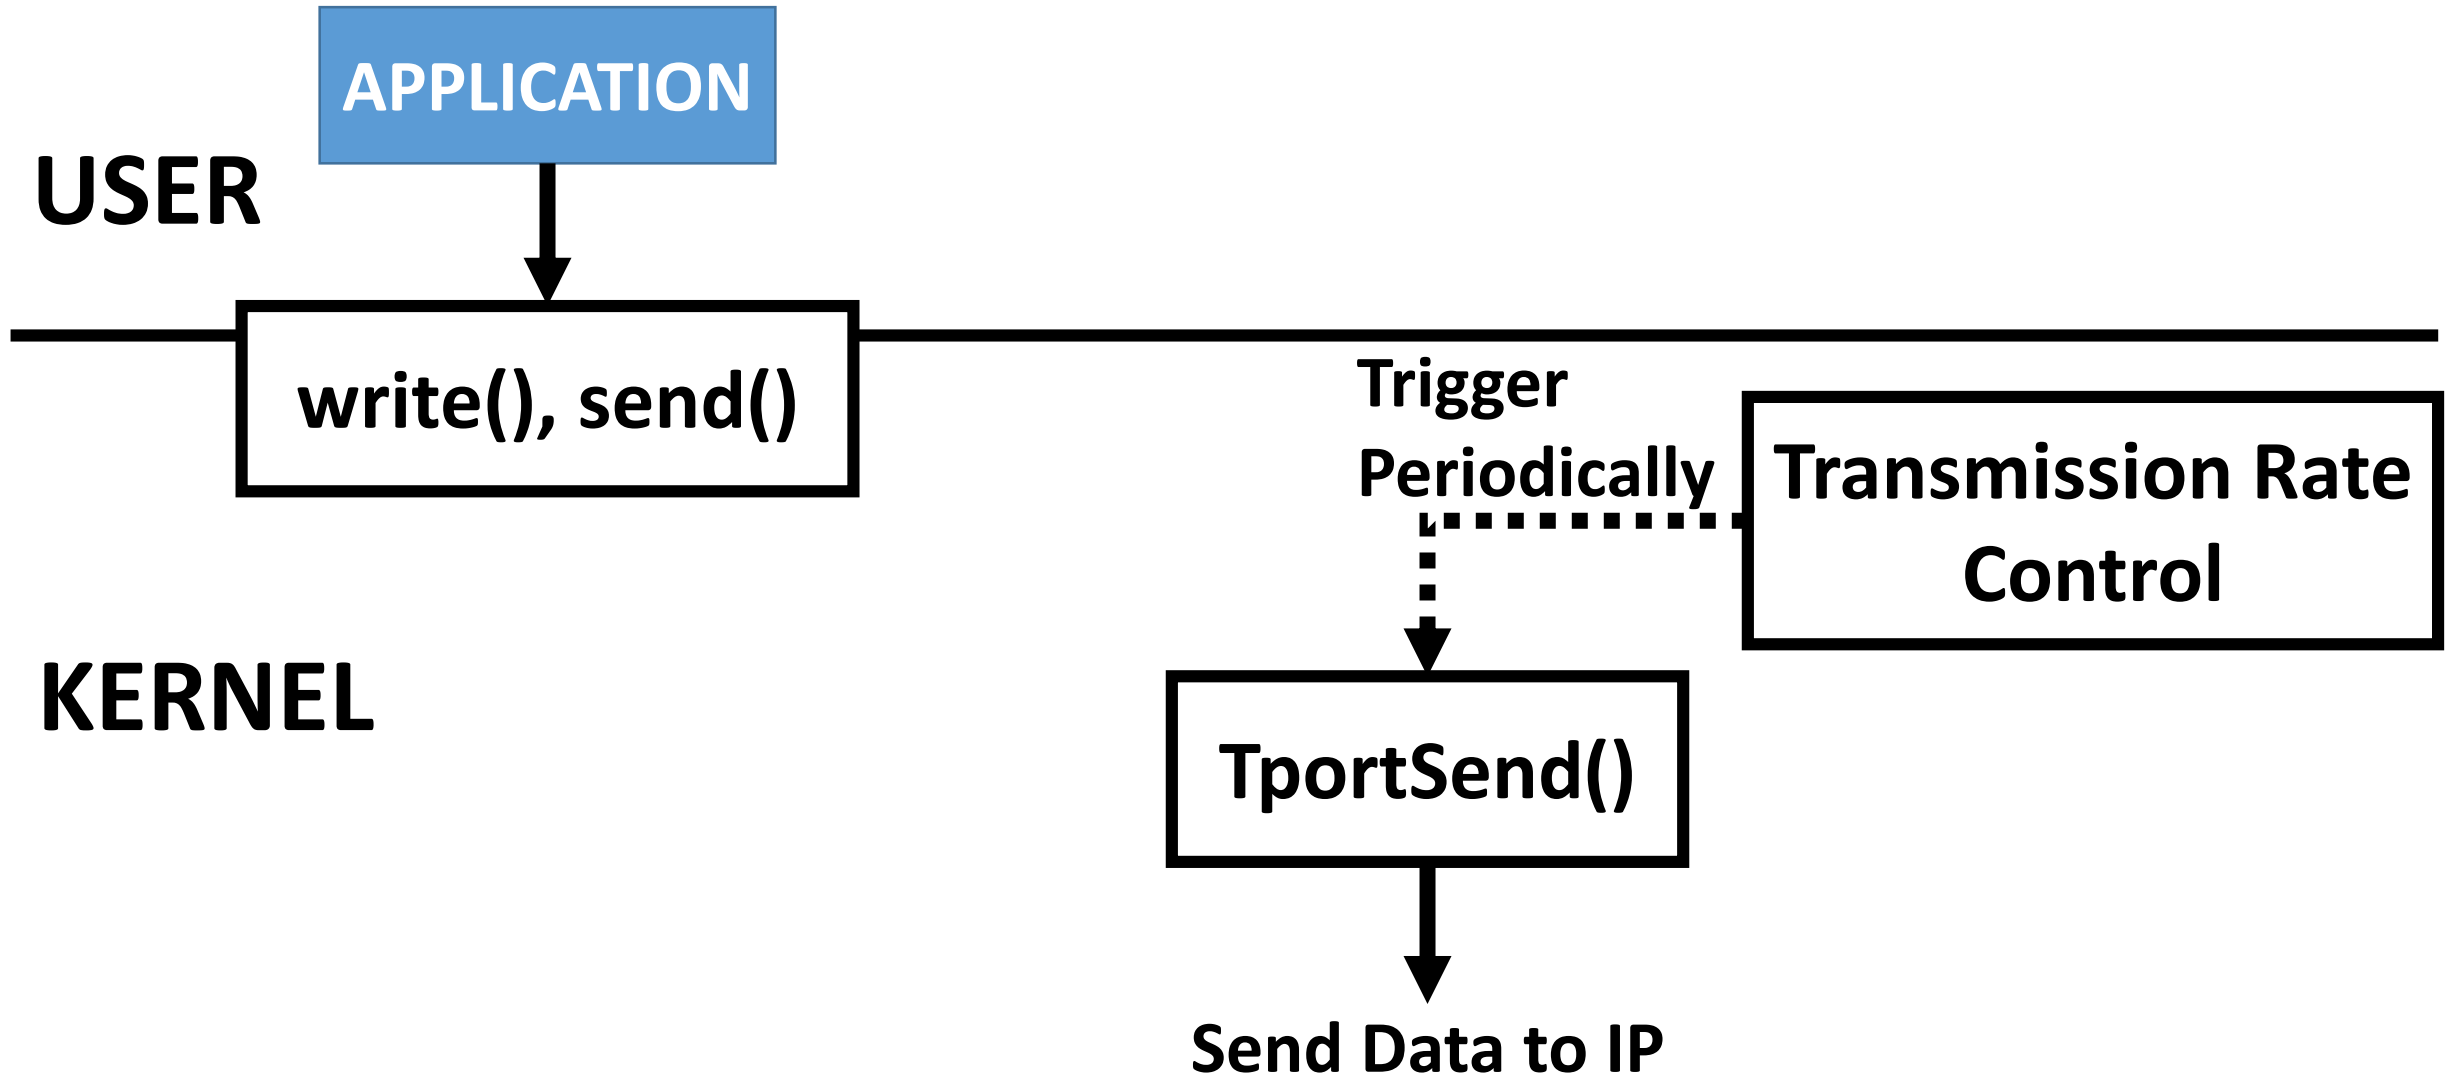 APPLICATION
USER
write(), send()
Trigger
Periodically
Transmission Rate
Control
KERNEL
TportSend()
Send Data to IP